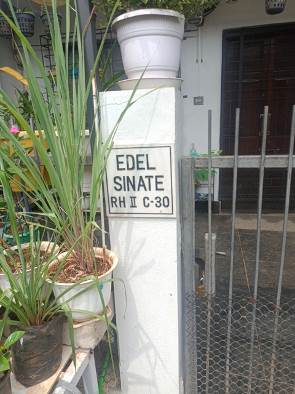 EDEL
SINATE
RH II C-30